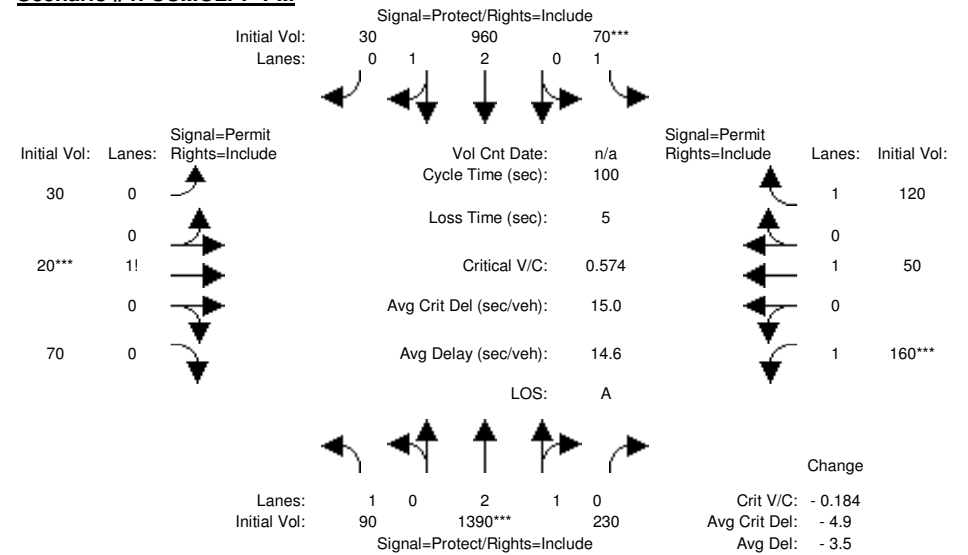 Signal=Protect/Rights=Include
Initial Vol: 30 960 70***
Lanes: 0 1 2 0 1
Signal=Permit
Initial Vol: Lanes: Rights=Include
Vol Cnt Date: n/a
Cycle Time (sec): 100
Signal=Permit
Rights=Include Lanes: Initial Vol:
30 0
1 120
Loss Time (sec): 5
0
0
20*** 1!
Critical V/C: 0.574
1 50
0
Avg Crit Del (sec/veh): 15.0
0
70 0
Avg Delay (sec/veh): 14.6
1 160***
LOS: A
Lanes: 1 0 2 1 0
Initial Vol: 90 1390*** 230
Signal=Protect/Rights=Include
Change
Crit V/C: - 0.184
Avg Crit Del: - 4.9
Avg Del: - 3.5